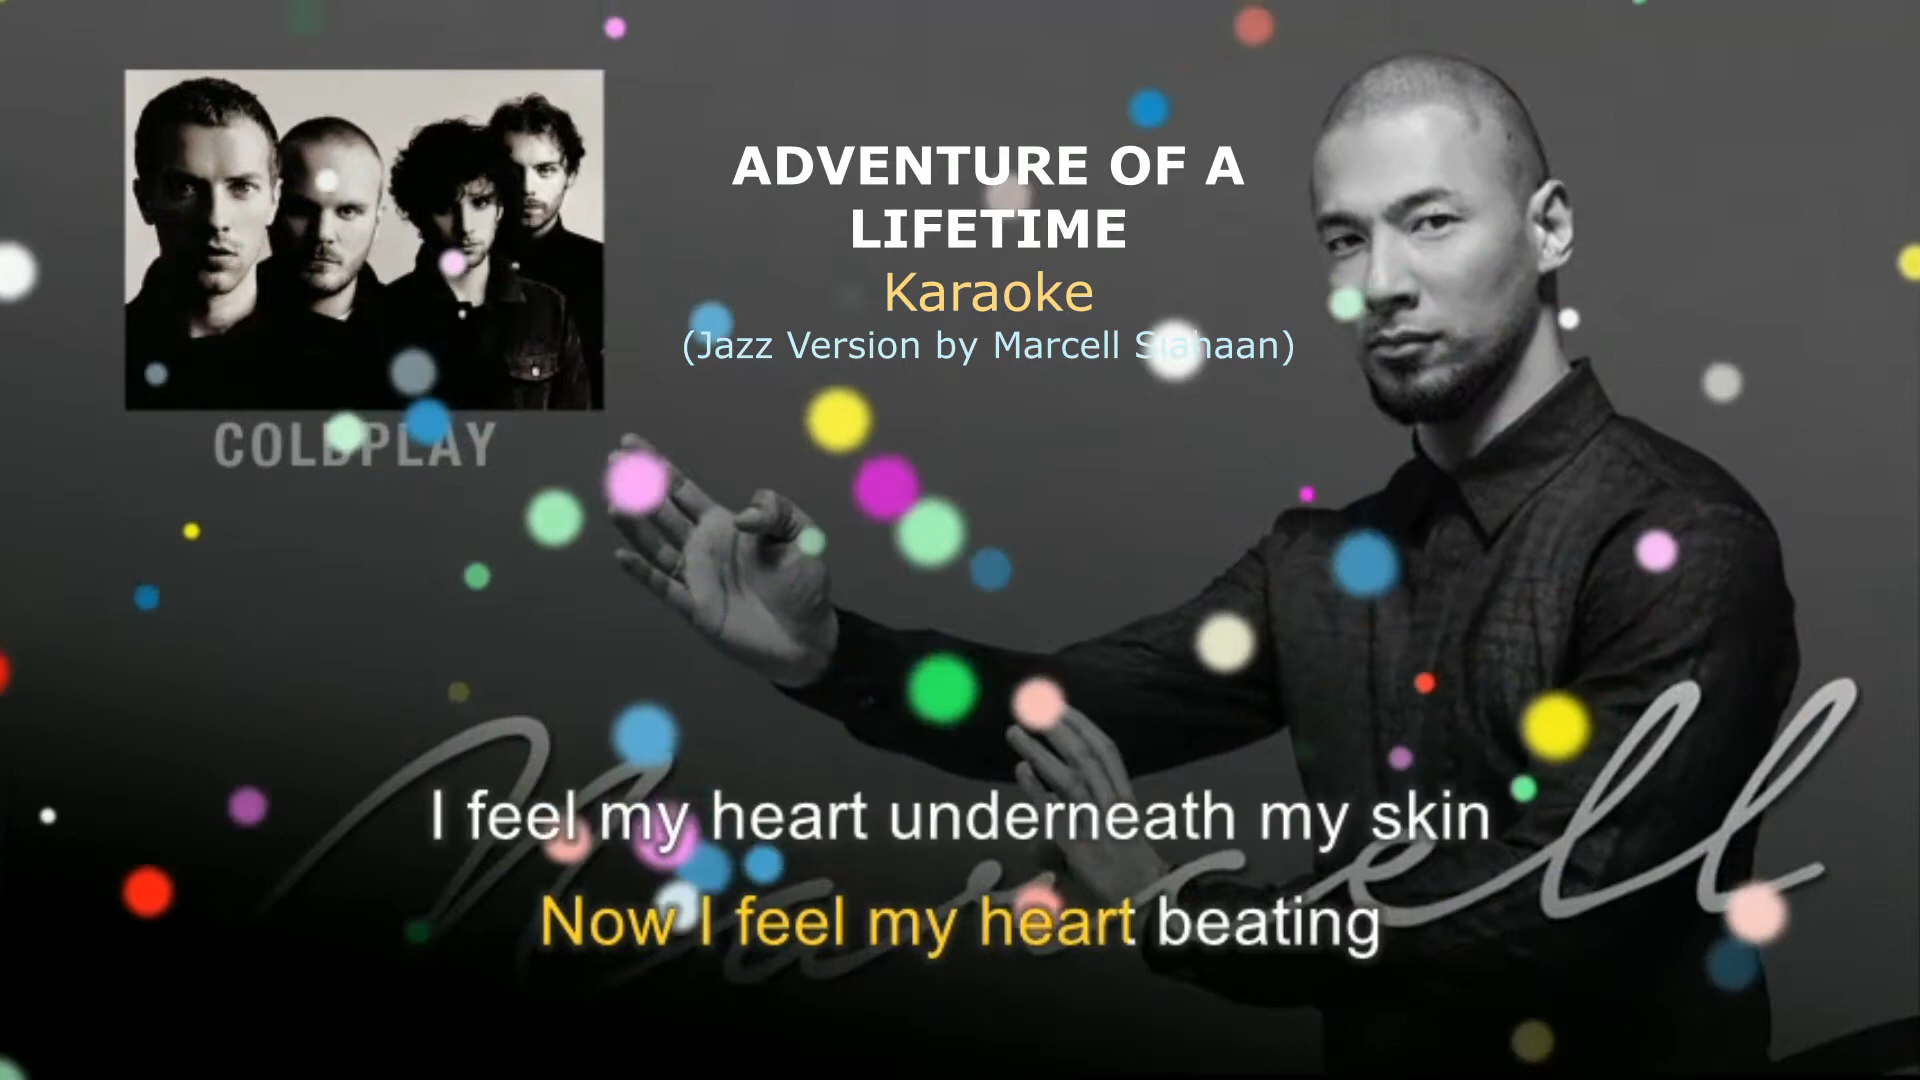 ADVENTURE OF A
LIFETIME
Karaoke
(Jazz Version by Marcell Siahaan)
COLDPLAY
Marcell
I feel my heart underneath my skin
Now I feel my heart beating